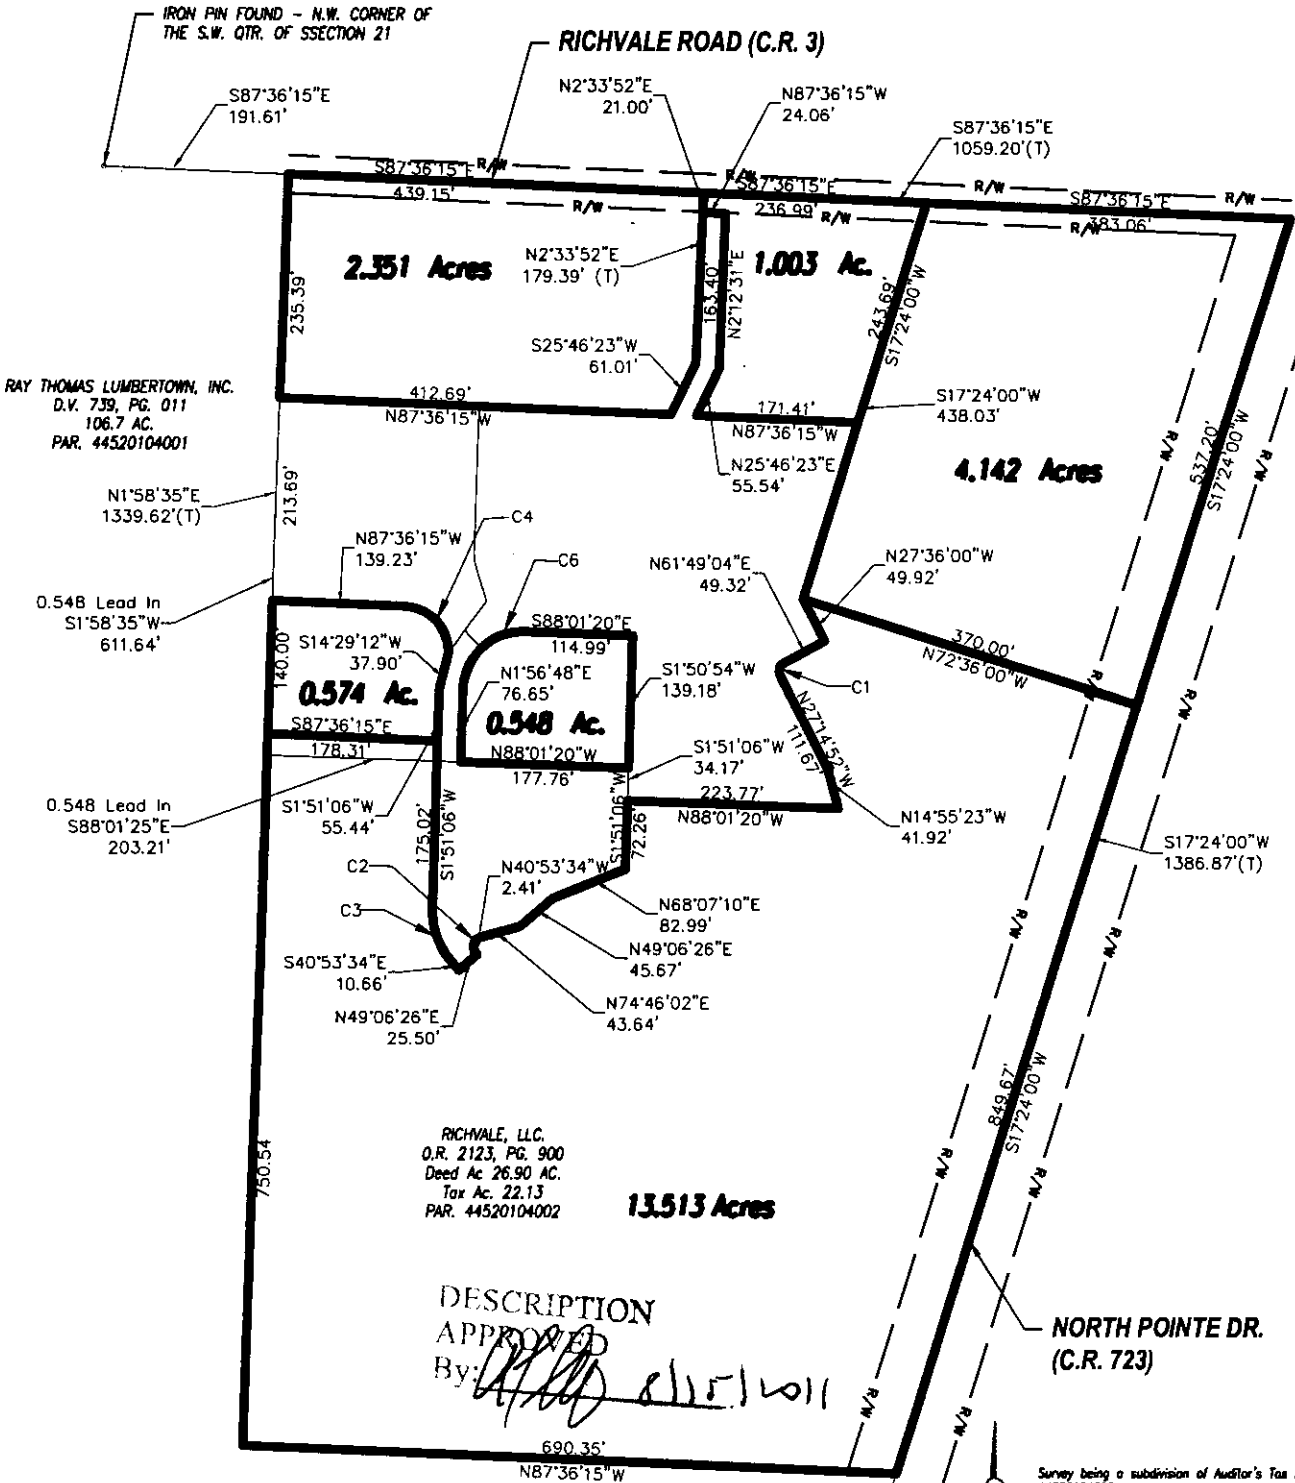 IRON PIN FOUND - N.W. CORNER OF
THE S.W. QTR. OF SSECTION 21
RICHVALE ROAD (C.R. 3)
S87°36'15"E
191.61'
N2°33'52"E
21.00'
N87°36'15"W
24.06'
S87°36'15"E
1059.20'(T)
S87°36'15"E
439.15'
R/W
R/W
R/W
S87°36'15"E
236.99'
R/W
R/W
S87°36'15"E
383.06'
R/W
R/W
2.351 Acres
235.39'
N2°33'52"E
179.39' (T)
163.40'
N2°12'31"E
1.003 Ac.
243.69'
S17°24'00"W
S25°46'23"W
61.01'
RAY THOMAS LUMBERTOWN, INC.
D.V. 739, PG. 011
106.7 AC.
PAR. 44520104001
412.69'
N87°36'15"W
171.41'
N87°36'15"W
S17°24'00"W
438.03'
537.20'
S17°24'00"W
R/W
R/W
N25°46'23"E
55.54'
4.142 Acres
N1°58'35"E
1339.62'(T)
213.69'
N87°36'15"W
139.23'
C4
C6
N61°49'04"E
49.32'
N27°36'00"W
49.92'
0.548 Lead In
S1°58'35"W
611.64'
140.00'
S14°29'12"W
37.90'
S88°01'20"E
114.99'
370.00'
N72°36'00"W
0.574 Ac.
N1°56'48"E
76.65'
S1°50'54"W
139.18'
C1
R/W
R/W
0.548 Ac.
S87°36'15"E
178.31'
N88°01'20"W
177.76'
N27°14'52"W
111.67'
S1°51'06"W
34.17'
0.548 Lead In
S88°01'25"E
203.21'
S1°51'06"W
55.44'
223.77'
N88°01'20"W
N14°55'23"W
41.92'
175.02'
S1°51'06"W
S1°51'06"W
72.26'
S17°24'00"W
1386.87'(T)
C2
N40°53'34"W
2.41'
C3
N68°07'10"E
82.99'
R/W
R/W
S40°53'34"E
10.66'
N49°06'26"E
45.67'
N49°06'26"E
25.50'
N74°46'02"E
43.64'
849.67'
S17°24'00"W
750.54'
RICHVALE, LLC.
O.R. 2123, PG. 900
Deed Ac 26.90 AC.
Tax Ac. 22.13
PAR. 44520104002
13.513 Acres
R/W
R/W
DESCRIPTION
APPROVED
By:
8/15/2011
NORTH POINTE DR.
(C.R. 723)
R/W
R/W
690.35'
N87°36'15"W
Survey being a subdivision of Auditor's Tax